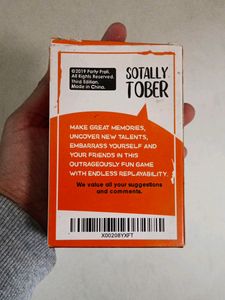 ©2019 Party Prali.
All Rights Reserved.
Third Edition.
Made in China.
SOTALLY
TOBER
MAKE GREAT MEMORIES,
UNCOVER NEW TALENTS,
EMBARRASS YOURSELF AND
YOUR FRIENDS IN THIS
OUTRAGEOUSLY FUN GAME
WITH ENDLESS REPLAYABILITY.
We value all your suggestions
and comments.
X00208YXFT